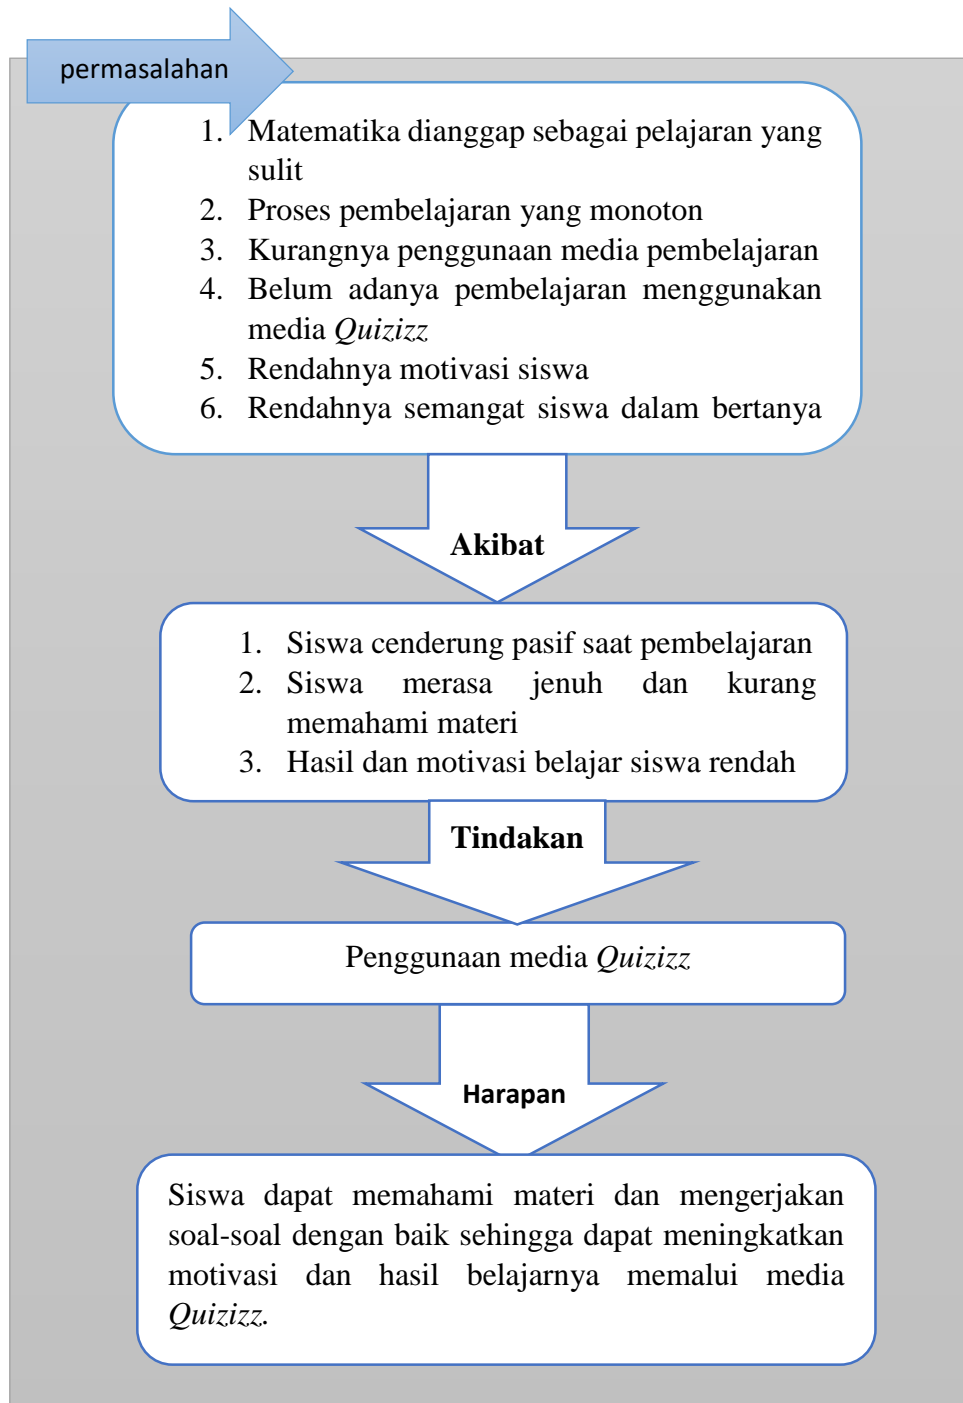 permasalahan
1. Matematika dianggap sebagai pelajaran yang
sulit
2. Proses pembelajaran yang monoton
3. Kurangnya penggunaan media pembelajaran
4. Belum adanya pembelajaran menggunakan
media Quizizz
5. Rendahnya motivasi siswa
6. Rendahnya semangat siswa dalam bertanya
Akibat
1. Siswa cenderung pasif saat pembelajaran
2. Siswa merasa jenuh dan kurang
memahami materi
3. Hasil dan motivasi belajar siswa rendah
Tindakan
Penggunaan media Quizizz
Harapan
Siswa dapat memahami materi dan mengerjakan
soal-soal dengan baik sehingga dapat meningkatkan
motivasi dan hasil belajarnya memalui media
Quizizz.